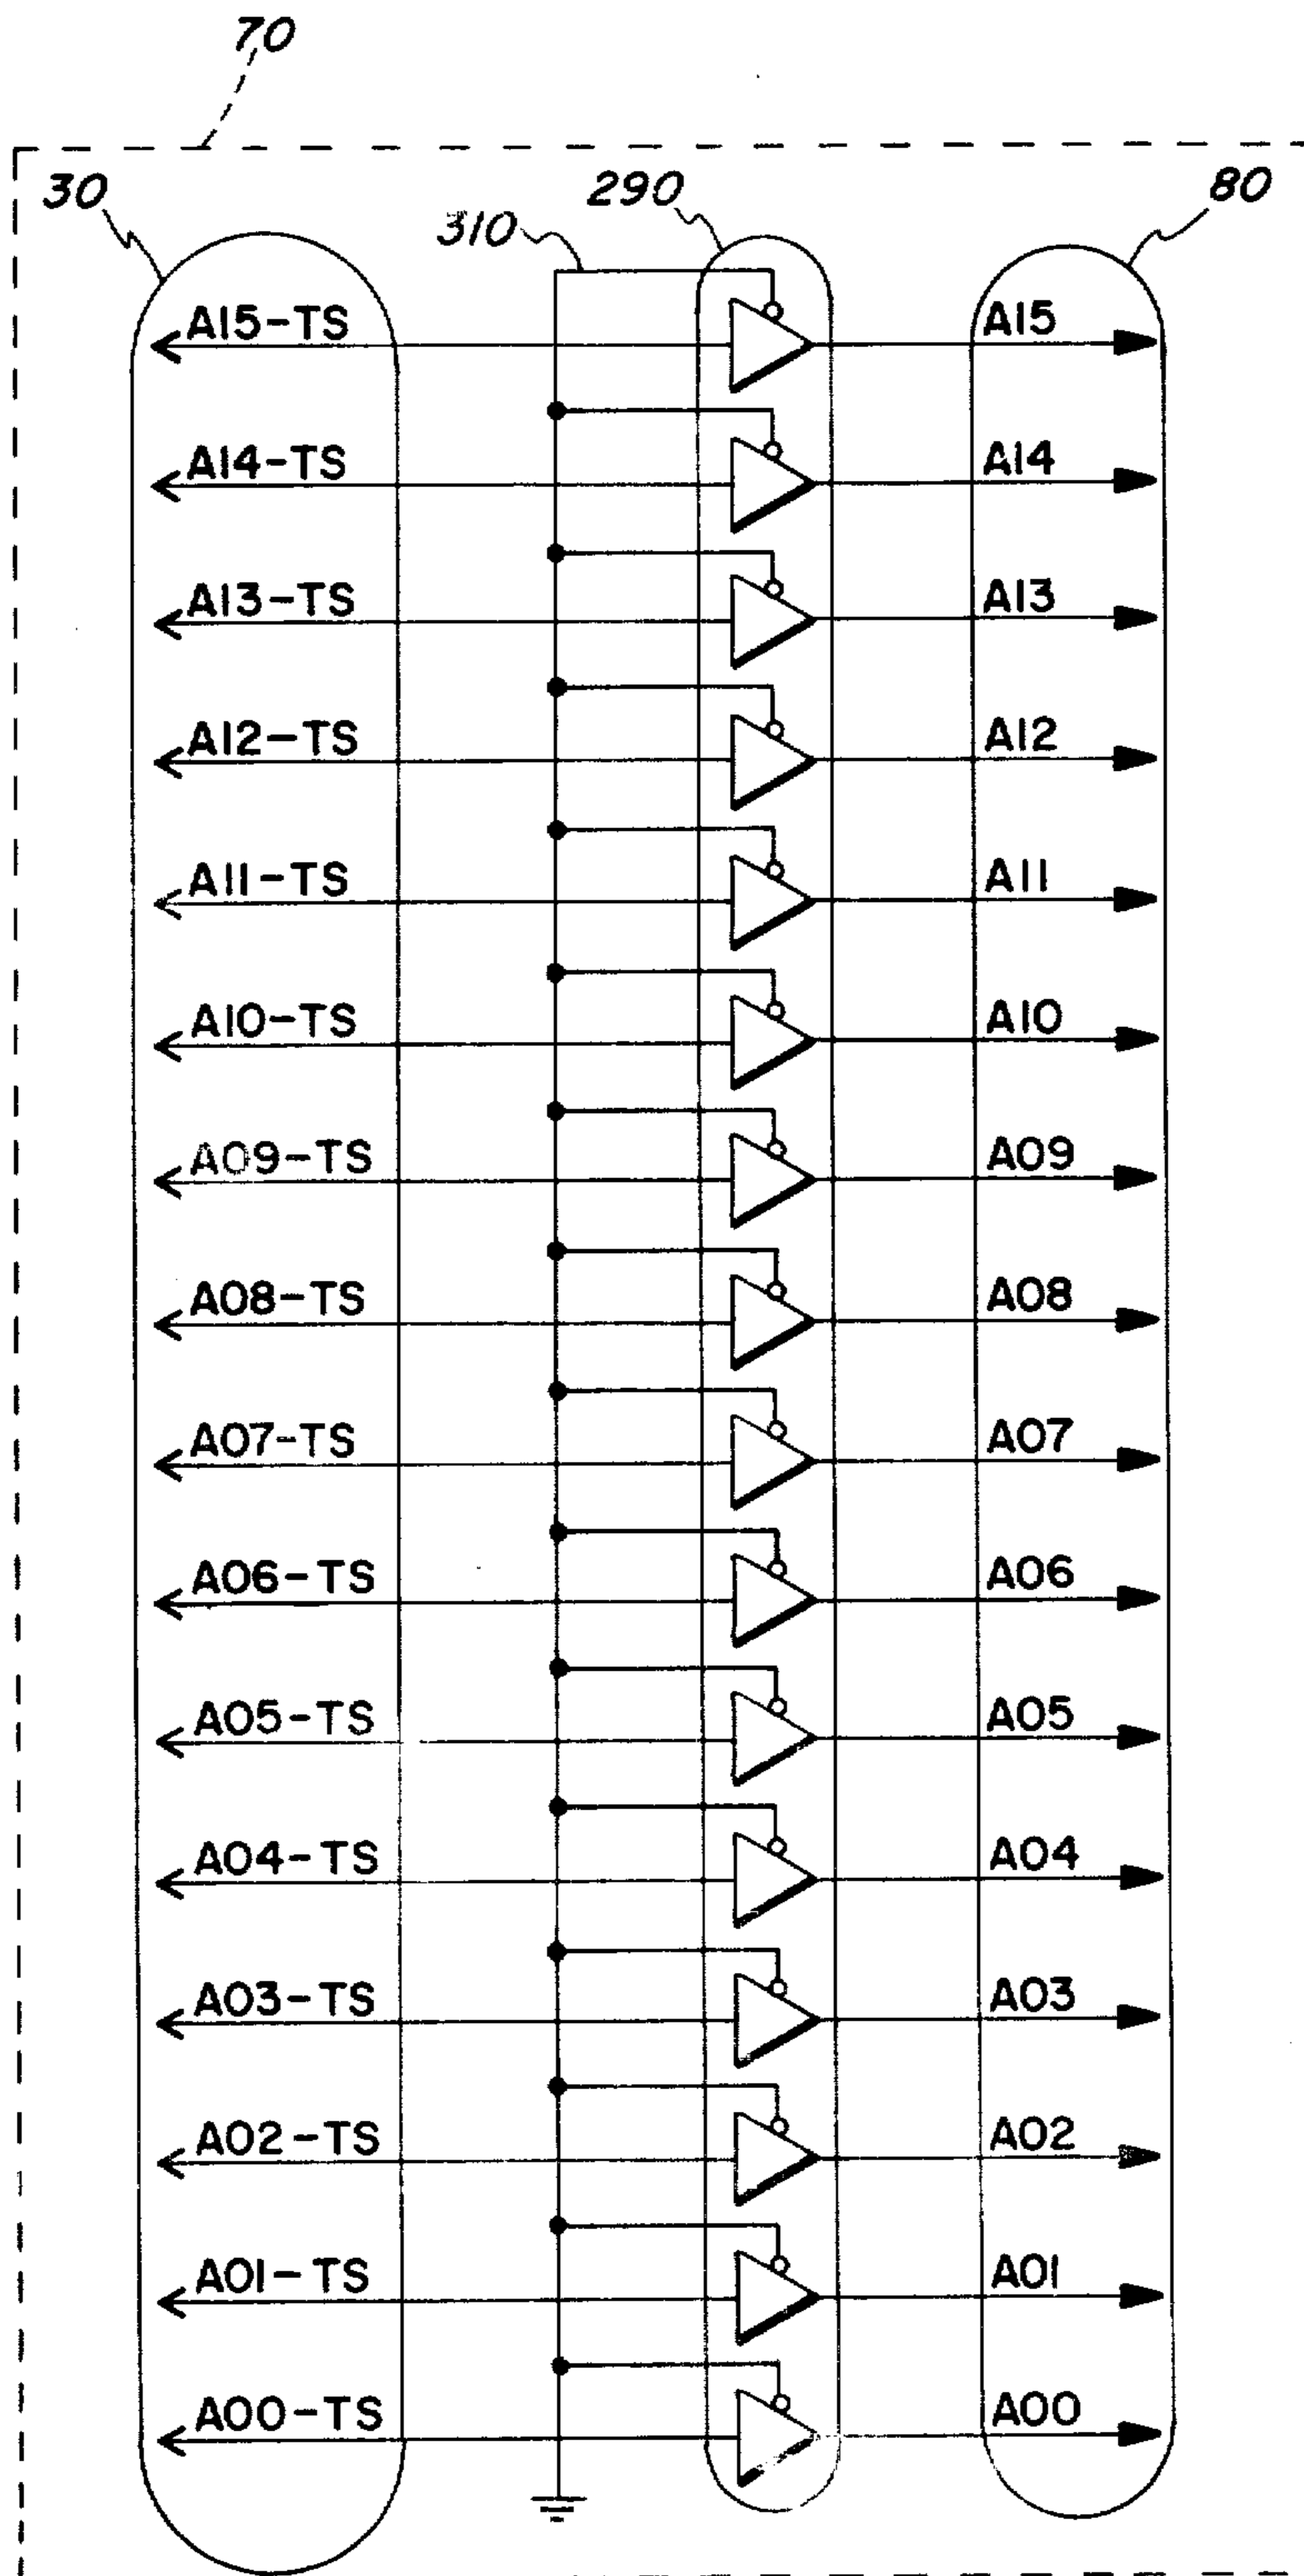 70
30 310 290 80
A15-TS A15
A14-TS A14
A13-TS A13
A12-TS A12
A11-TS A11
A10-TS A10
A09-TS A09
A08-TS A08
A07-TS A07
A06-TS A06
A05-TS A05
A04-TS A04
A03-TS A03
A02-TS A02
A01-TS A01
A00-TS A00